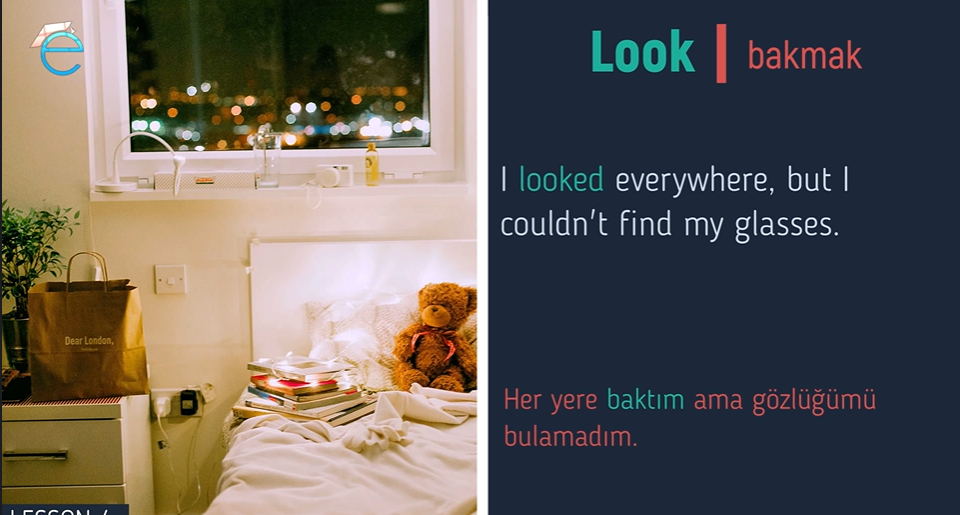 Look | bakmak
I looked everywhere, but I
couldn't find my glasses.
Her yere baktım ama gözlüğümü
bulamadım.
Dear London,